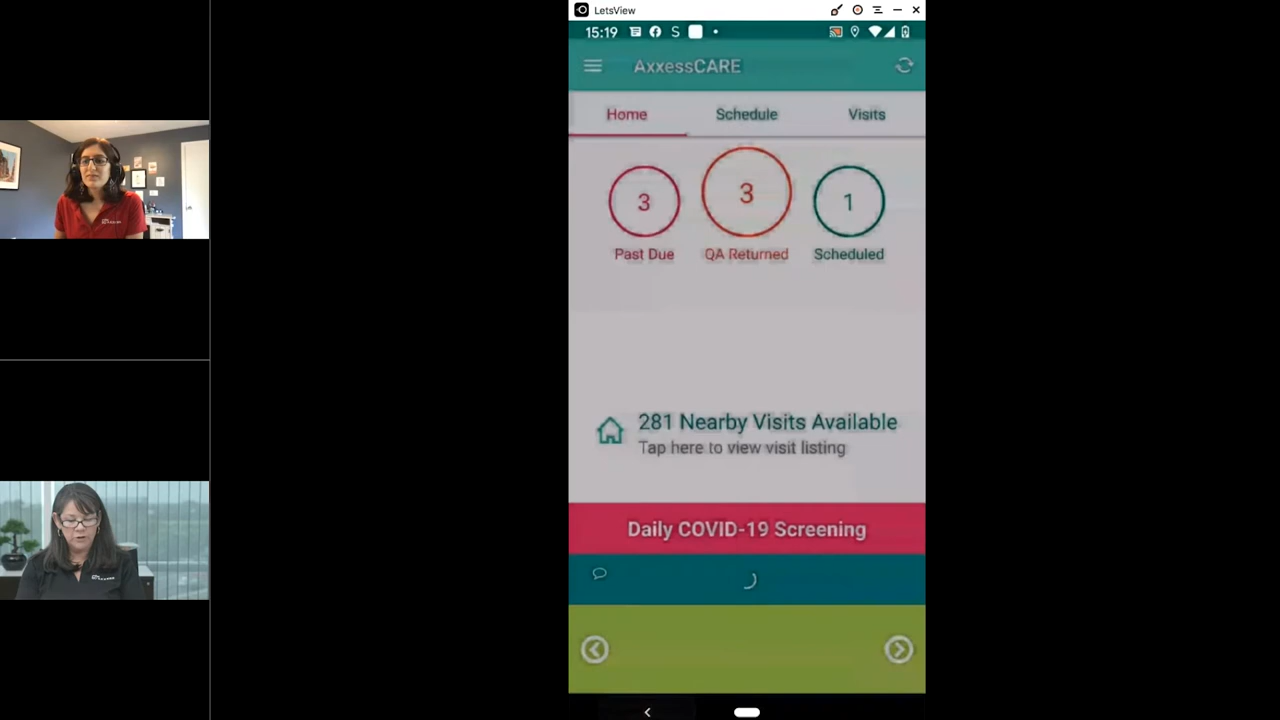 LetsView
15:19
AxxessCARE
Home Schedule Visits
3 3 1
Past Due QA Returned Scheduled
281 Nearby Visits Available
Tap here to view visit listing
Daily COVID-19 Screening